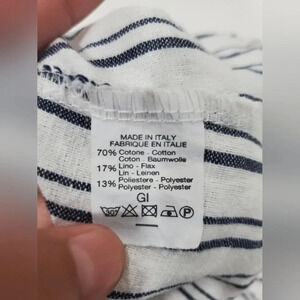 MADE IN ITALY
FABRIQUE EN ITALIE
70% Cotone - Cotton
Coton - Baumwolle
17% Lino - Flax
Lin - Leinen
13% Poliestere - Polyester
Polyester - Polyester
GI
P